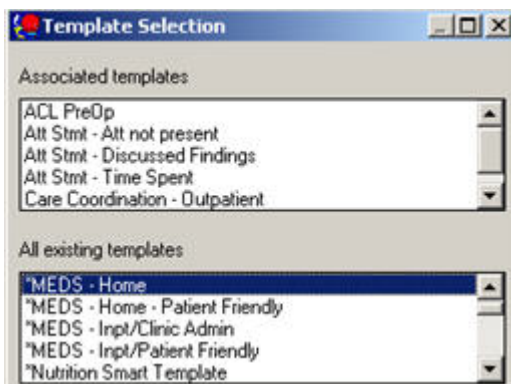 Template Selection
Associated templates
ACL PreOp
Att Stmt - Att not present
Att Stmt - Discussed Findings
Att Stmt - Time Spent
Care Coordination - Outpatient
All existing templates
"MEDS - Home
"MEDS - Home - Patient Friendly
"MEDS - Inpt/Clinic Admin
"MEDS - Inpt/Patient Friendly
"Nutrition Smart Template